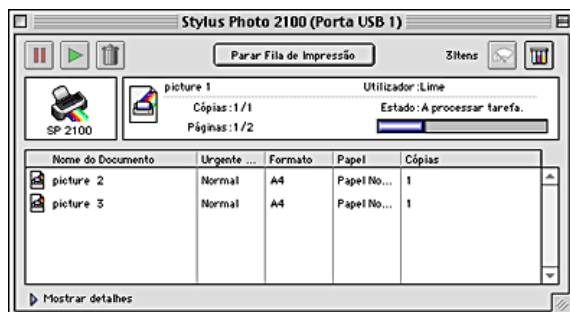 Stylus Photo 2100 (Porta USB 1)
Parar Fila de Impressão 3Itens
picture 1 Utilizador :Lime
Cópias :1/1 Estado : A processar tarefa.
SP 2100 Páginas :1/2
Nome do Documento Urgente ... Formato Papel Cópias
picture 2 Normal A4 Papel No... 1
picture 3 Normal A4 Papel No... 1
Mostrar detalhes